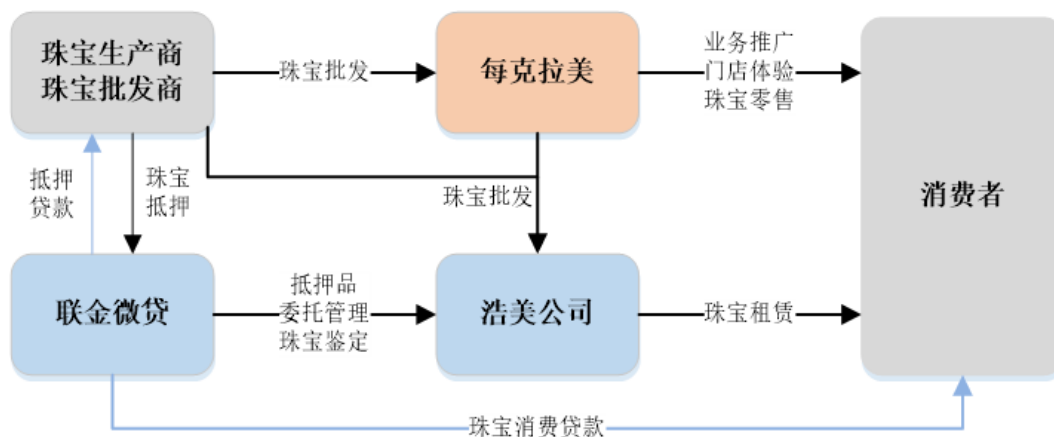 珠宝生产商
珠宝批发商
珠宝批发
每克拉美
业务推广
门店体验
珠宝零售
消费者
抵押
贷款
珠宝
抵押
珠宝批发
联金微贷
抵押品
委托管理
珠宝鉴定
浩美公司
珠宝租赁
珠宝消费贷款